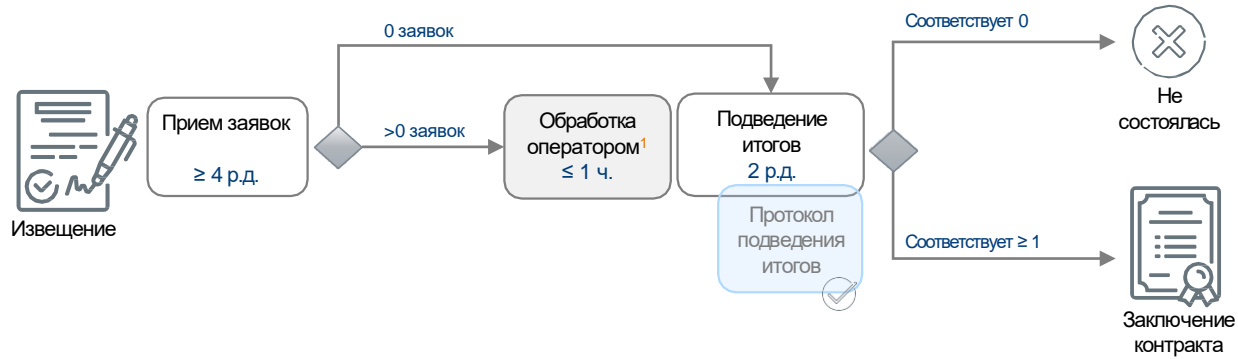 Извещение
Прием заявок
≥ 4 р.д.
0 заявок
>0 заявок
Обработка
оператором1
≤ 1 ч.
Подведение
итогов
2 р.д.
Протокол
подведения
итогов
Соответствует 0
Не
состоялась
Соответствует ≥ 1
Заключение
контракта